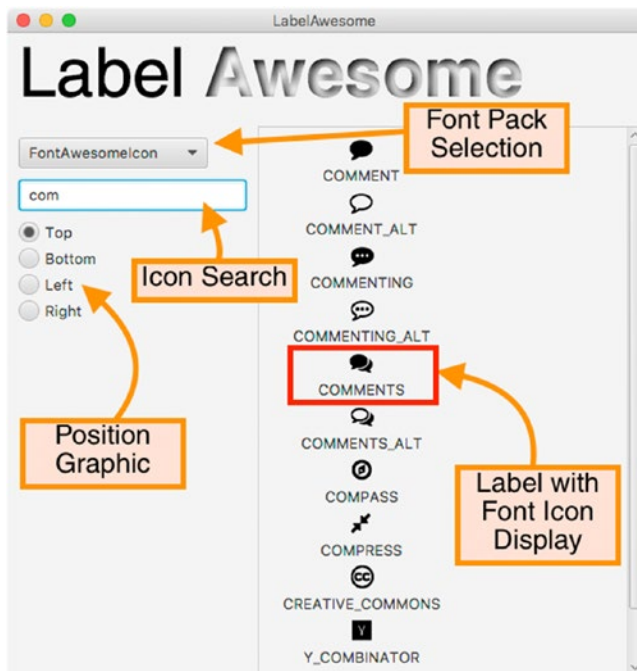 LabelAwesome
Label Awesome
Font Pack
Selection
FontAwesomeIcon
com
Icon Search
Top
Bottom
Left
Right
Position
Graphic
COMMENT
COMMENT_ALT
COMMENTING
COMMENTING_ALT
COMMENTS
COMMENTS_ALT
COMPASS
COMPRESS
cc
CREATIVE_COMMONS
Y
Y_COMBINATOR
Label with
Font Icon
Display